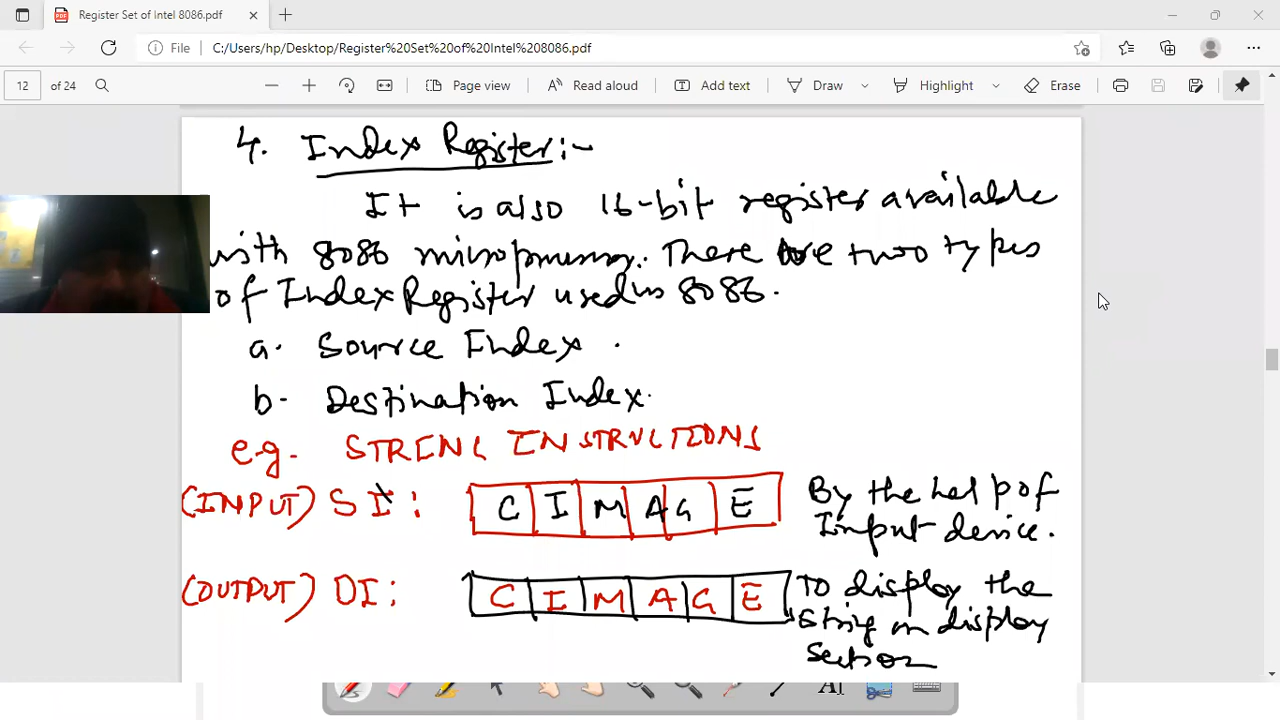 Register Set of Intel 8086.pdf
File C:/Users/hp/Desktop/Register%20Set%20of%20Intel%208086.pdf
12 of 24 Page view Read aloud Add text Draw Highlight Erase
4. Index Register:-
It is also 16-bit register available
with 8086 microprocessor. There are two types
of Index Register used in 8086.
a. Source Index.
b. Destination Index.
e.g. STRING INSTRUCTIONS
(INPUT) SI: C I M A G E By the help of
Input device.
(OUTPUT) DI: C I M A G E To display the
String on display
Section